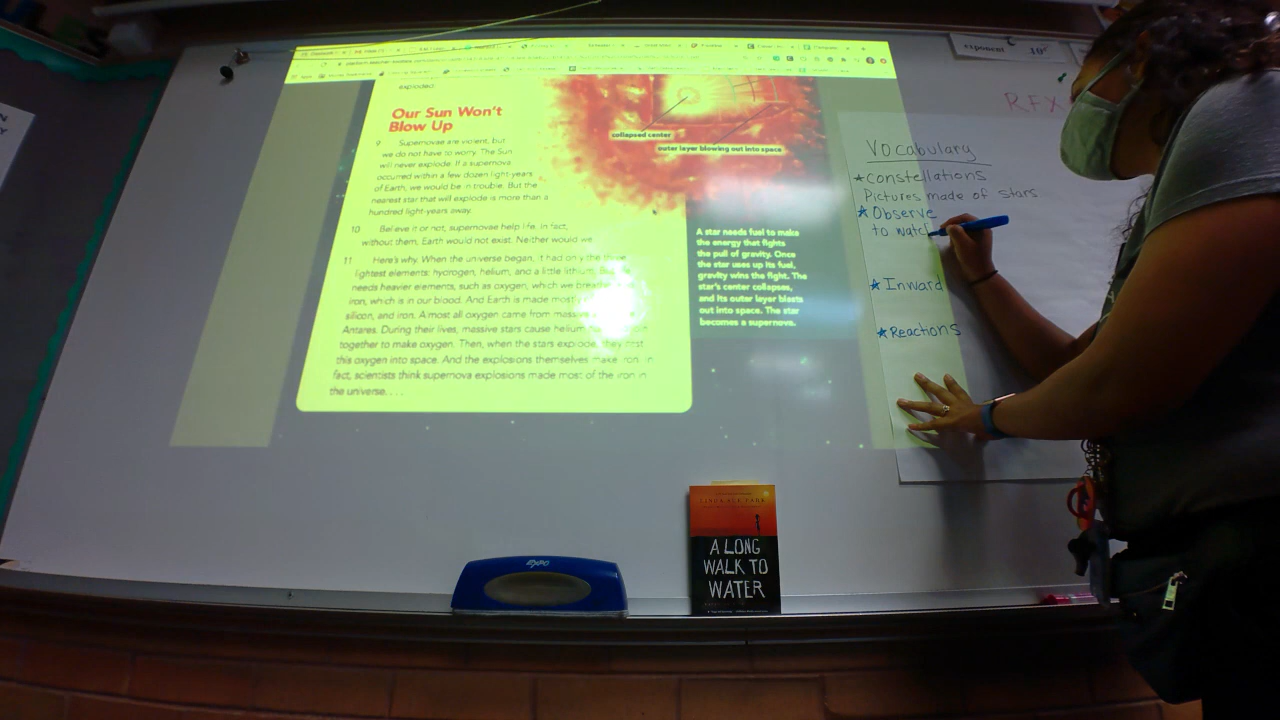 exploded.
Our Sun Won't
Blow Up
9 Supernovae are violent, but
we do not have to worry. The Sun
will never explode. If a supernova
occurred within a few dozen light-years
of Earth, we would be in trouble. But the
nearest star that will explode is more than a
hundred light-years away.
10 Believe it or not, supernovae help life. In fact,
without them, Earth would not exist. Neither would we.
11 Here's why. When the universe began, it had only the three
lightest elements: hydrogen, helium, and a little lithium. But life
needs heavier elements, such as oxygen, which we breathe, and
iron, which is in our blood. And Earth is made mostly of
silicon, and iron. Almost all oxygen came from massive
Antares. During their lives, massive stars cause helium
together to make oxygen. Then, when the stars explode, they cast
this oxygen into space. And the explosions themselves make iron. In
fact, scientists think supernova explosions made most of the iron in
the universe. . . .
collapsed center
outer layer blowing out into space
A star needs fuel to make
the energy that fights
the pull of gravity. Once
the star uses up its fuel,
gravity wins the fight. The
star's center collapses,
and its outer layer blasts
out into space. The star
becomes a supernova.
exponent 10
Vocabulary
★Constellations
Pictures made of stars
★Observe
to watch
★Inward
★Reactions
EXPO
LINDA SUE PARK
A LONG
WALK TO
WATER